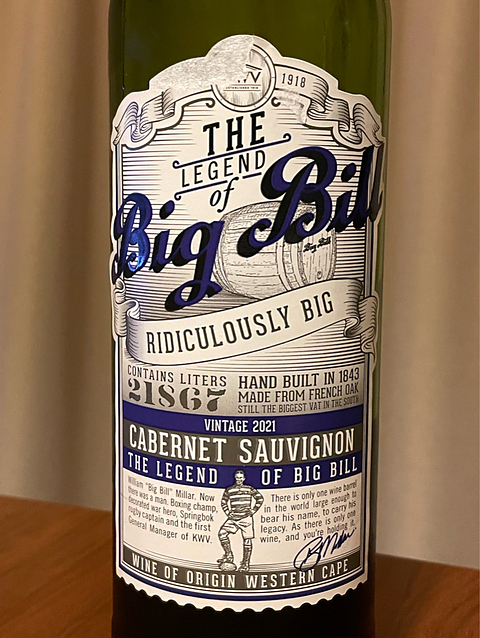 1918
THE
LEGEND
of
Big Bill
Big Bill
RIDICULOUSLY BIG
CONTAINS LITERS
21867
HAND BUILT IN 1843
MADE FROM FRENCH OAK
STILL THE BIGGEST VAT IN THE SOUTH
VINTAGE 2021
CABERNET SAUVIGNON
THE LEGEND OF BIG BILL
William "Big Bill" Millar. Now
there was a man. Boxing champ,
decorated war hero, Springbok
rugby captain and the first
General Manager of KWV.
There is only one wine barrel
in the world large enough to
bear his name, to carry his
legacy. As there is only one
wine, and you're holding it.
WINE OF ORIGIN WESTERN CAPE